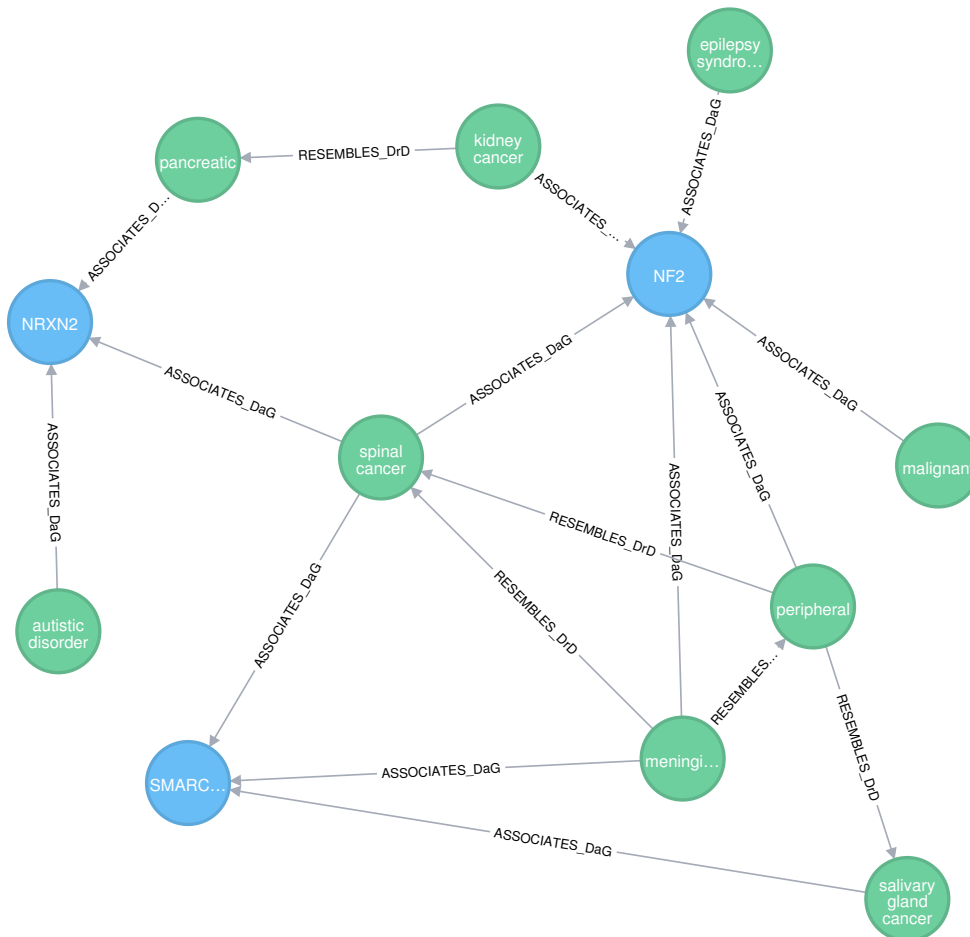 epilepsy
syndro…
ASSOCIATES_DaG
kidney
cancer
RESEMBLES_DrD
pancreatic
ASSOCIATES_D…
ASSOCIATES_…
NF2
NRXN2
ASSOCIATES_DaG
ASSOCIATES_DaG
ASSOCIATES_DaG
ASSOCIATES_DaG
ASSOCIATES_DaG
spinal
cancer
malignan
ASSOCIATES_DaG
RESEMBLES_DrD
ASSOCIATES_DaG
peripheral
RESEMBLES_DrD
ASSOCIATES_DaG
autistic
disorder
RESEMBLES…
RESEMBLES_DrD
meningi…
ASSOCIATES_DaG
SMARC…
ASSOCIATES_DaG
salivary
gland
cancer